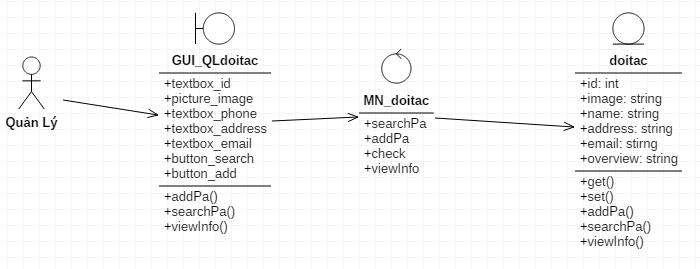 GUI_QLdoitac
+textbox_id
+picture_image
+textbox_phone
+textbox_address
+textbox_email
+button_search
+button_add
+addPa()
+searchPa()
+viewInfo()
Quản Lý
MN_doitac
+searchPa
+addPa
+check
+viewInfo
doitac
+id: int
+image: string
+name: string
+address: string
+email: stirng
+overview: string
+get()
+set()
+addPa()
+searchPa()
+viewInfo()